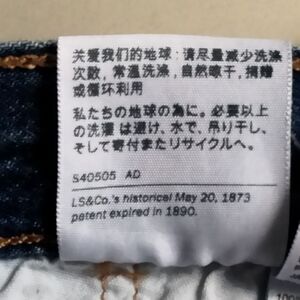 关爱我们的地球：请尽量减少洗涤
次数，常温洗涤，自然晾干，捐赠
或循环利用
私たちの地球の為に。必要以上
の洗濯は避け、水で、吊り干し、
そして寄付またリサイクルへ。
S40505 AD
LS&Co.'s historical May 20, 1873
patent expired in 1890.
100